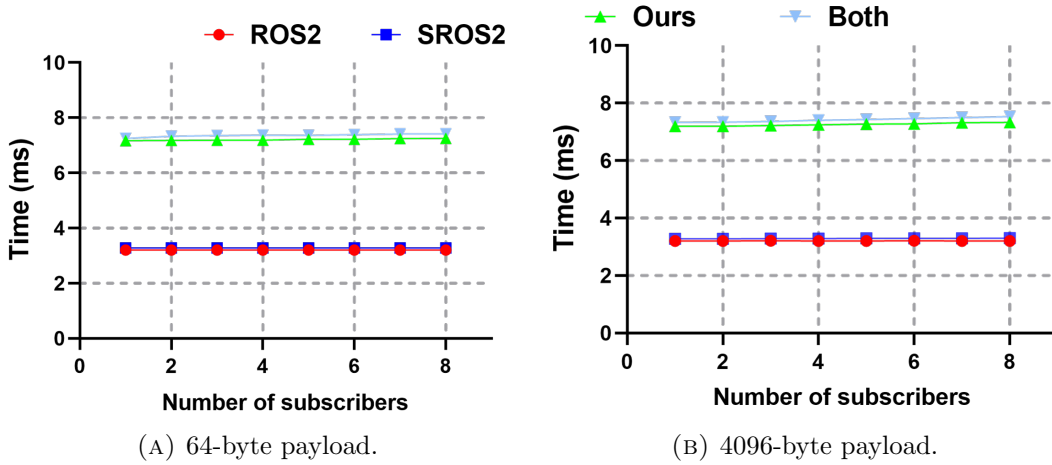 ROS2 SROS2
Ours Both
10
8
6
4
2
0
Time (ms)
0 2 4 6 8
Number of subscribers
(A) 64-byte payload.
10
8
6
4
2
0
Time (ms)
0 2 4 6 8
Number of subscribers
(B) 4096-byte payload.